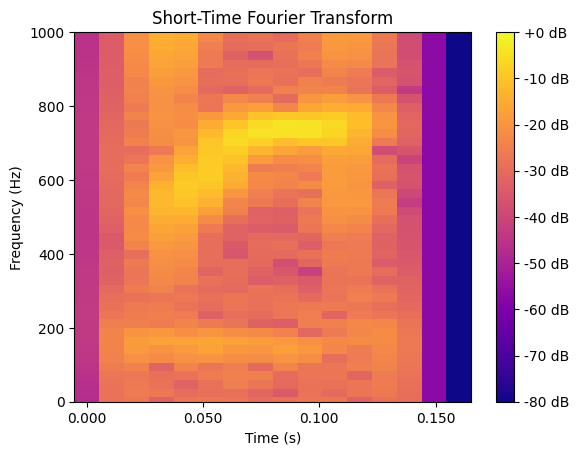 Short-Time Fourier Transform
Frequency (Hz)
1000
800
600
400
200
0
0.000
0.050
0.100
0.150
Time (s)
+0 dB
-10 dB
-20 dB
-30 dB
-40 dB
-50 dB
-60 dB
-70 dB
-80 dB